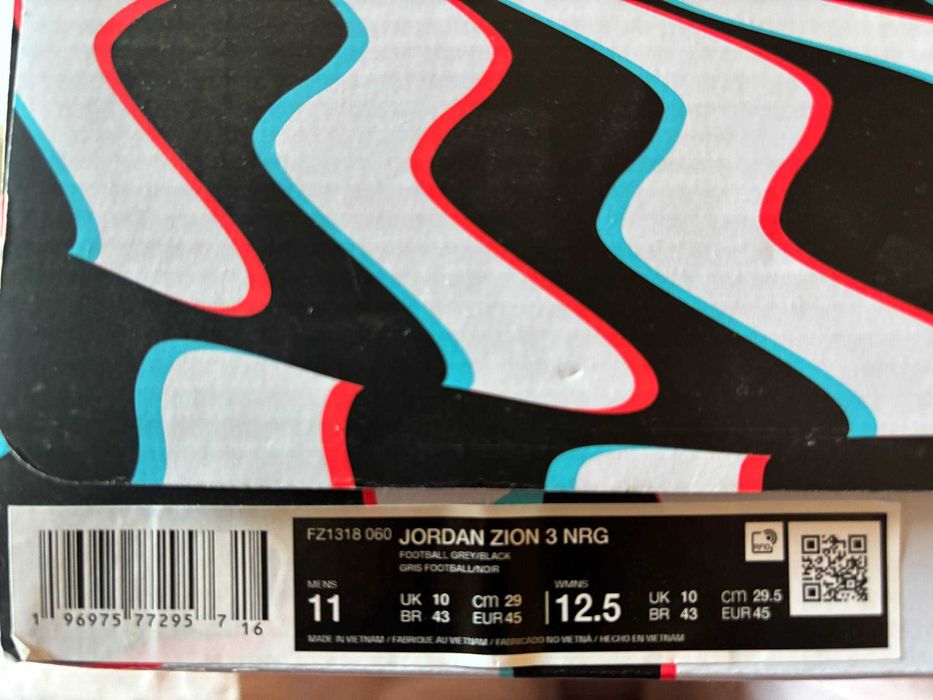 FZ1318 060 JORDAN ZION 3 NRG
FOOTBALL GREY/BLACK
GRIS FOOTBALL/NOIR
RFID
MENS
11
UK 10 CM 29
BR 43 EUR 45
WMNS
12.5
UK 10 CM 29.5
BR 43 EUR 45
MADE IN VIETNAM / FABRIQUE AU VIETNAM / FABRICADO NO VIETNÃ / HECHO EN VIETNAM
1 96975 77295 7 16